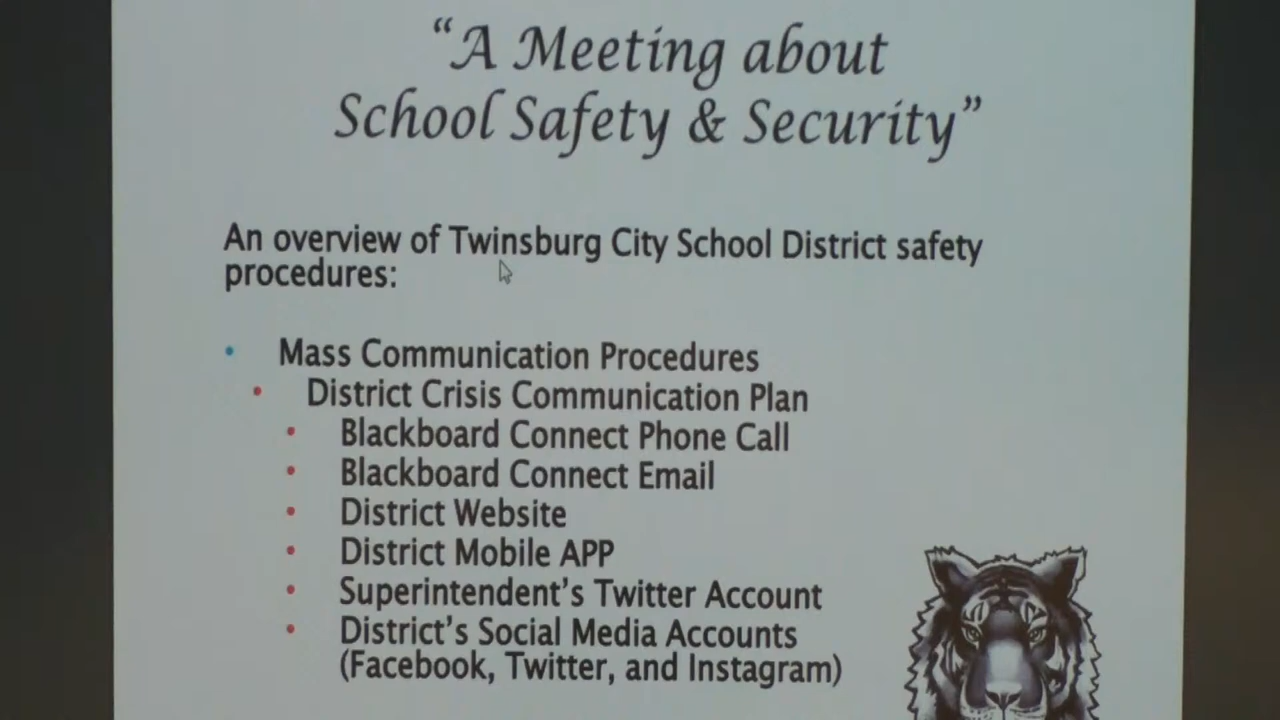 “A Meeting about
School Safety & Security”
An overview of Twinsburg City School District safety
procedures:
• Mass Communication Procedures
• District Crisis Communication Plan
• Blackboard Connect Phone Call
• Blackboard Connect Email
• District Website
• District Mobile APP
• Superintendent’s Twitter Account
• District’s Social Media Accounts
(Facebook, Twitter, and Instagram)